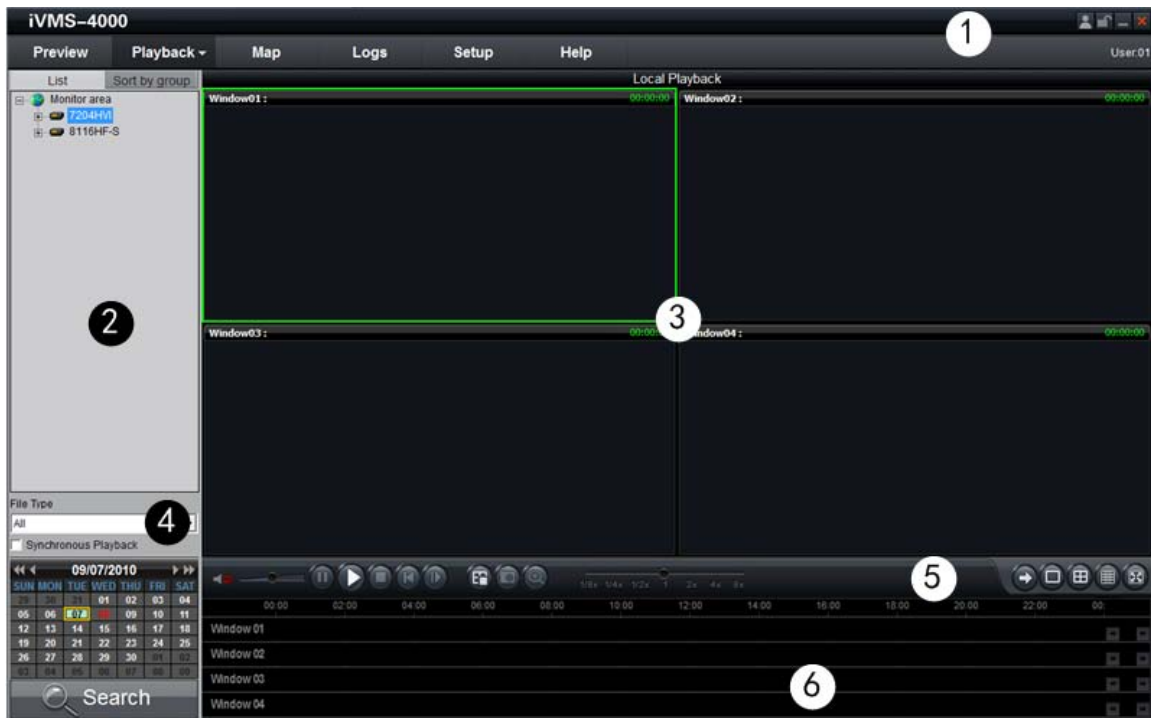 iVMS-4000
1
Preview Playback Map Logs Setup Help User:01
List Sort by group Local Playback
Monitor area
7204HVI
8116HF-S
Window01: 00:00:00 Window02: 00:00:00
2
3
Window03: Window04: 00:00:00
File Type
All
4
Synchronous Playback
09/07/2010
SUN MON TUE WED THU FRI SAT
29 30 31 01 02 03 04
05 06 07 08 09 10 11
12 13 14 15 16 17 18
19 20 21 22 23 24 25
26 27 28 29 30 01 02
03 04 05 06 07 08 09
Search
1/8x 1/4x 1/2x 1 2x 4x 8x
5
00:00 02:00 04:00 06:00 08:00 10:00 12:00 14:00 16:00 18:00 20:00 22:00 00:
Window 01
Window 02
Window 03
6
Window 04